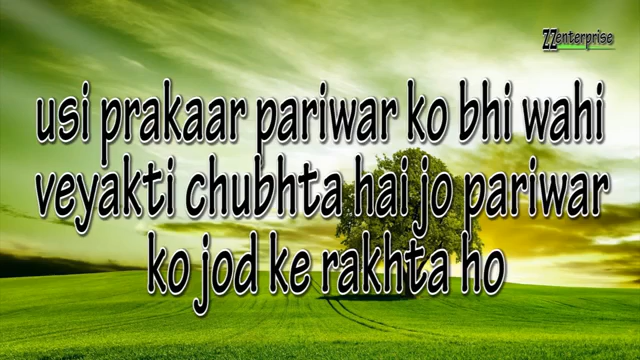 ZZenterprise
usi prakaar pariwar ko bhi wahi
veyakti chubhta hai jo pariwar
ko jod ke rakhta ho